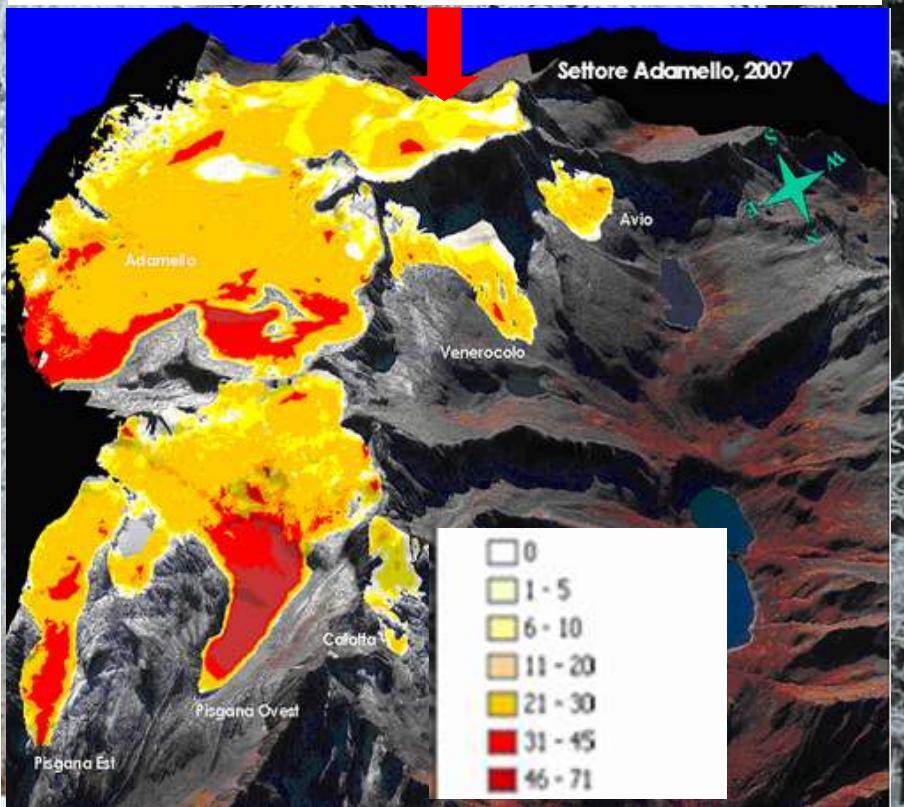 Settore Adamello, 2007
S
W
E
N
Avio
Adamello
Venerocolo
Calotta
Pisgana Ovest
Pisgana Est
0
1 - 5
6 - 10
11 - 20
21 - 30
31 - 45
46 - 71